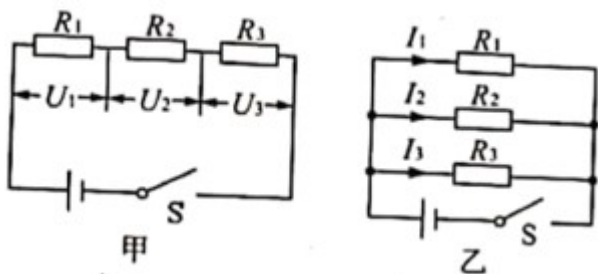 R₁ R₂ R₃
U₁ U₂ U₃
S
甲
I₁ R₁
I₂ R₂
I₃ R₃
S
乙